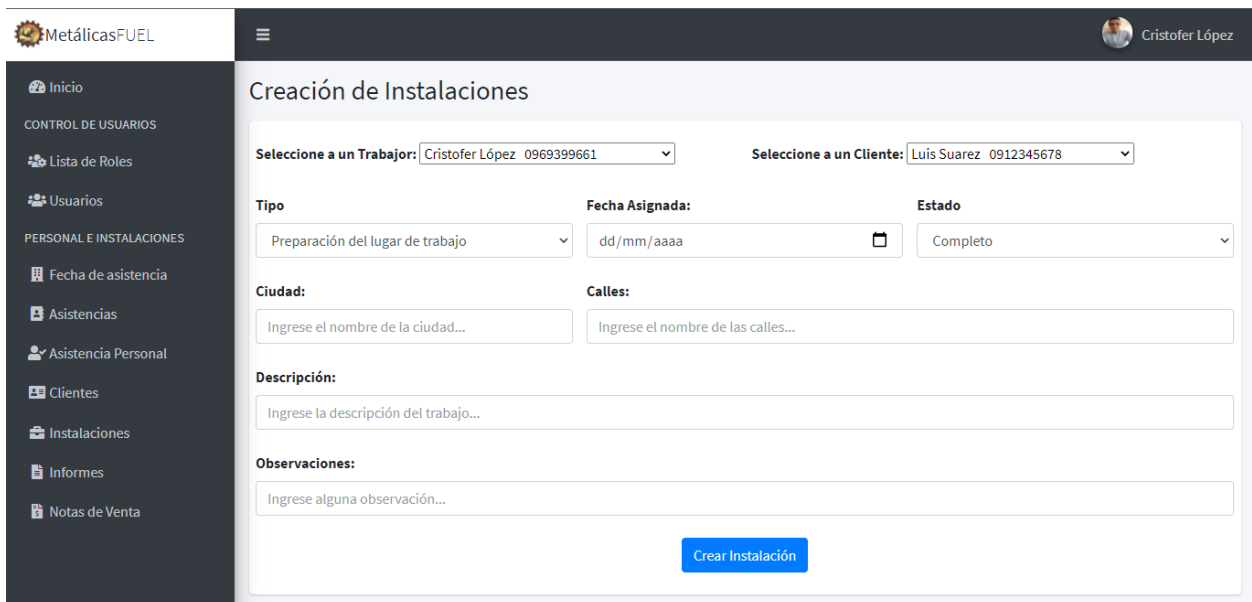 MetálicasFUEL
Cristofer López
Inicio
CONTROL DE USUARIOS
Lista de Roles
Usuarios
PERSONAL E INSTALACIONES
Fecha de asistencia
Asistencias
Asistencia Personal
Clientes
Instalaciones
Informes
Notas de Venta
Creación de Instalaciones
Seleccione a un Trabajor: Cristofer López 0969399661
Seleccione a un Cliente: Luis Suarez 0912345678
Tipo
Preparación del lugar de trabajo
Fecha Asignada:
dd/mm/aaaa
Estado
Completo
Ciudad:
Ingrese el nombre de la ciudad...
Calles:
Ingrese el nombre de las calles...
Descripción:
Ingrese la descripción del trabajo...
Observaciones:
Ingrese alguna observación...
Crear Instalación